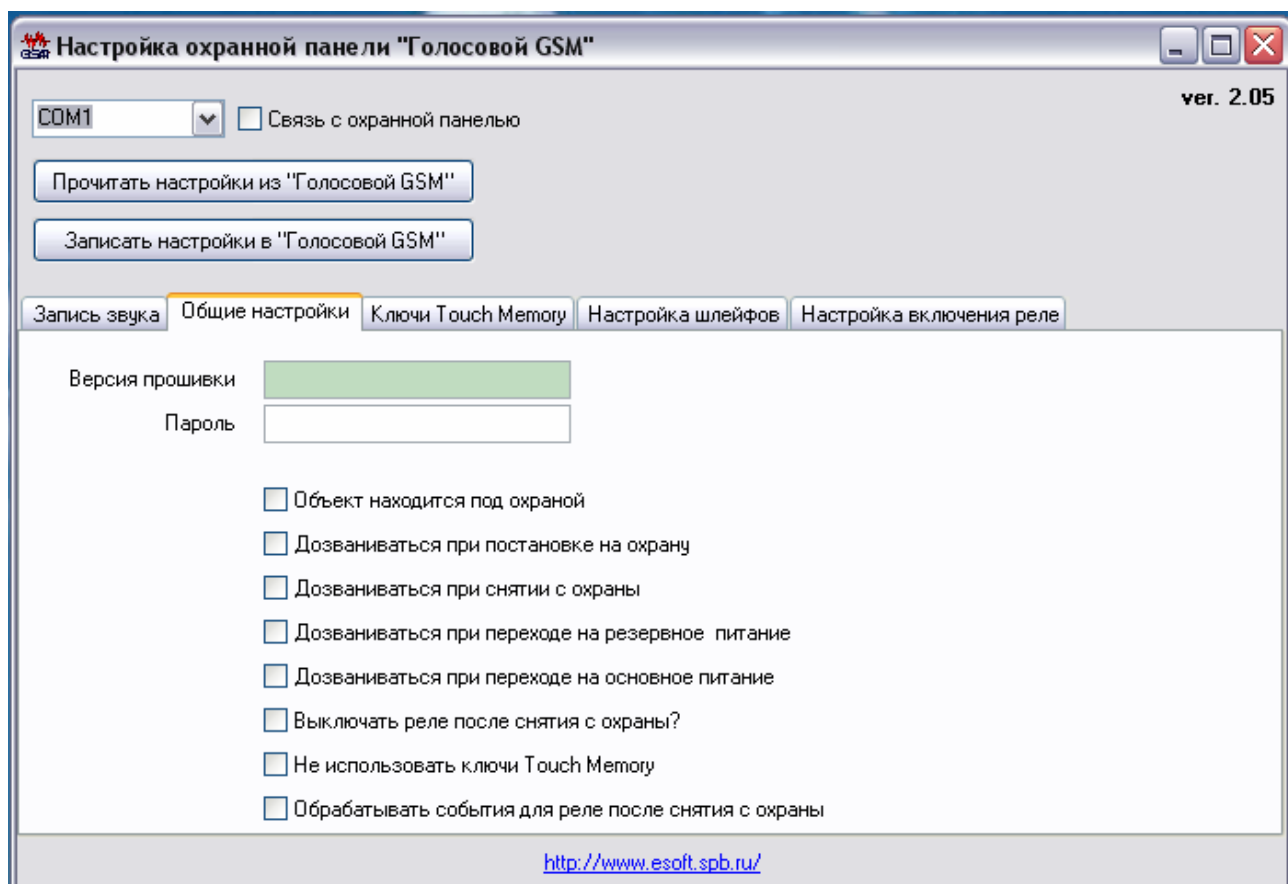 GSM Настройка охранной панели "Голосовой GSM"
ver. 2.05
COM1 Связь с охранной панелью
Прочитать настройки из "Голосовой GSM"
Записать настройки в "Голосовой GSM"
Запись звука Общие настройки Ключи Touch Memory Настройка шлейфов Настройка включения реле
Версия прошивки
Пароль
Объект находится под охраной
Дозваниваться при постановке на охрану
Дозваниваться при снятии с охраны
Дозваниваться при переходе на резервное питание
Дозваниваться при переходе на основное питание
Выключать реле после снятия с охраны?
Не использовать ключи Touch Memory
Обрабатывать события для реле после снятия с охраны
http://www.esoft.spb.ru/